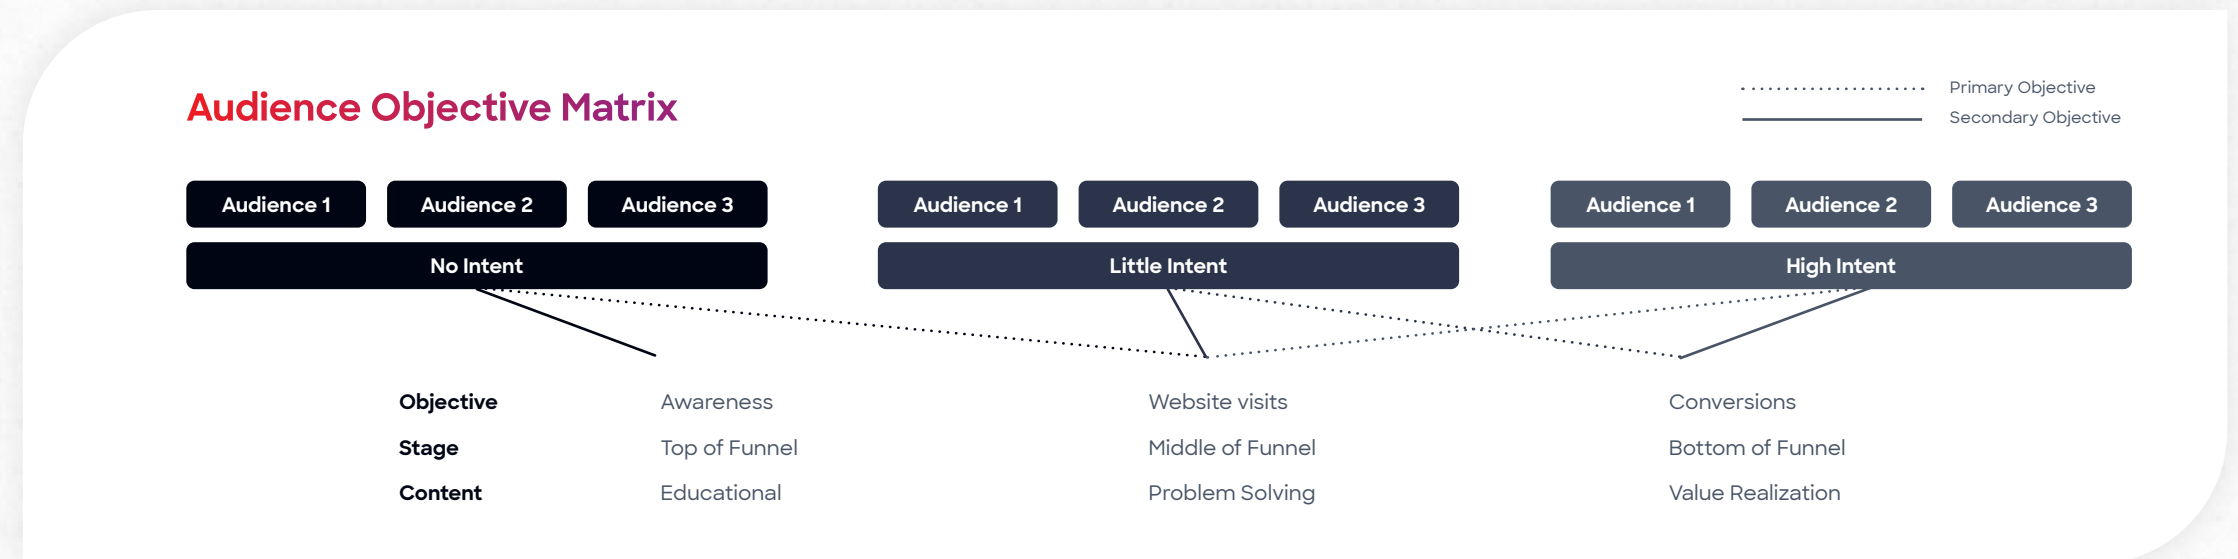 Audience Objective Matrix
Primary Objective
Secondary Objective
Audience 1 Audience 2 Audience 3 Audience 1 Audience 2 Audience 3 Audience 1 Audience 2 Audience 3
No Intent Little Intent High Intent
Objective Awareness Website visits Conversions
Stage Top of Funnel Middle of Funnel Bottom of Funnel
Content Educational Problem Solving Value Realization